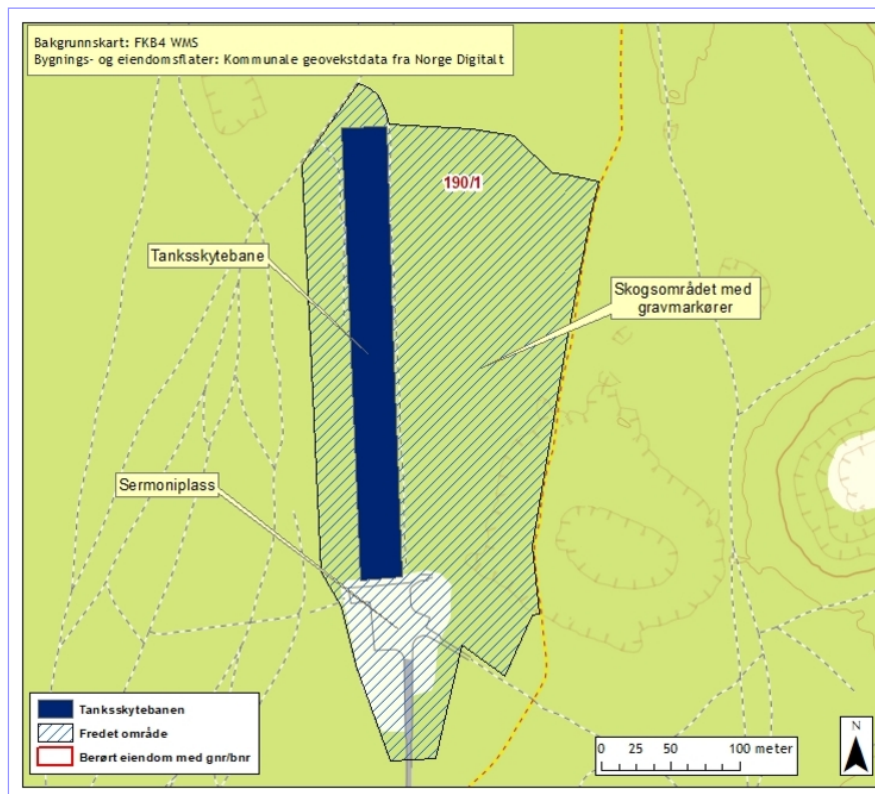 Bakgrunnskart: FKB4 WMS
Bygnings- og eiendomsflater: Kommunale geovekstdata fra Norge Digitalt
190/1
Tanksskytebane
Skogsområdet med
gravmarkører
Sermoniplass
Tanksskytebanen
Fredet område
Berørt eiendom med gnr/bnr
0 25 50 100 meter
N